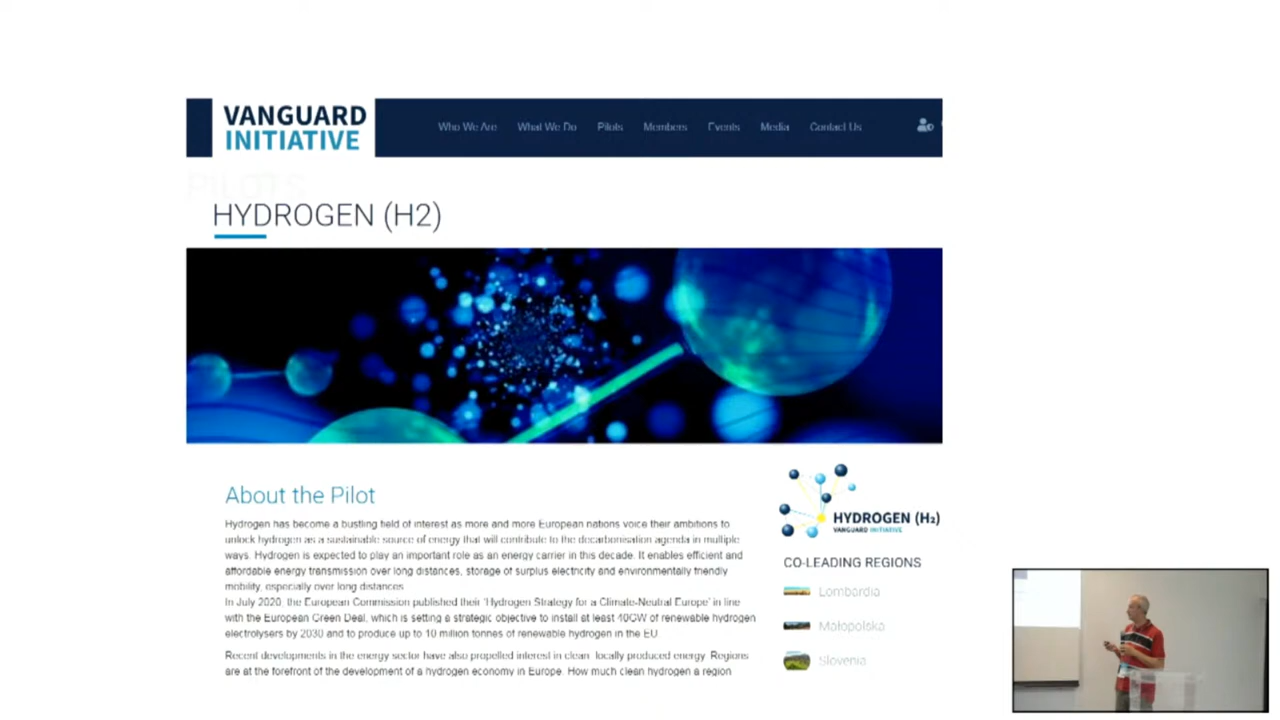 VANGUARD
INITIATIVE
Who We Are What We Do Pilots Members Events Media Contact Us
PILOTS
HYDROGEN (H2)
About the Pilot
Hydrogen has become a bustling field of interest as more and more European nations voice their ambitions to
unlock hydrogen as a sustainable source of energy that will contribute to the decarbonisation agenda in multiple
ways. Hydrogen is expected to play an important role as an energy carrier in this decade. It enables efficient and
affordable energy transmission over long distances, storage of surplus electricity and environmentally friendly
mobility, especially over long distances.
In July 2020, the European Commission published their 'Hydrogen Strategy for a Climate-Neutral Europe' in line
with the European Green Deal, which is setting a strategic objective to install at least 40GW of renewable hydrogen
electrolysers by 2030 and to produce up to 10 million tonnes of renewable hydrogen in the EU.
Recent developments in the energy sector have also propelled interest in clean, locally produced energy. Regions
are at the forefront of the development of a hydrogen economy in Europe. How much clean hydrogen a region
HYDROGEN (H₂)
VANGUARD INITIATIVE
CO-LEADING REGIONS
Lombardia
Małopolska
Slovenia